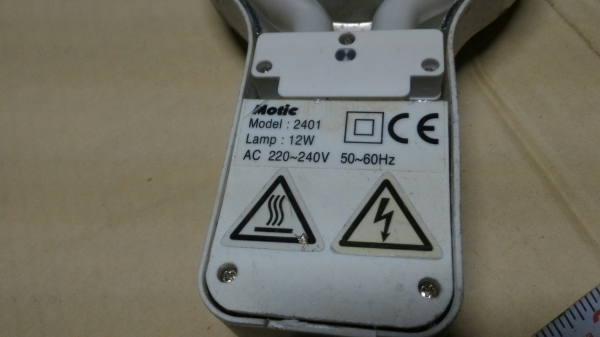 Motic
Model : 2401
Lamp : 12W
AC 220~240V 50~60Hz
CE